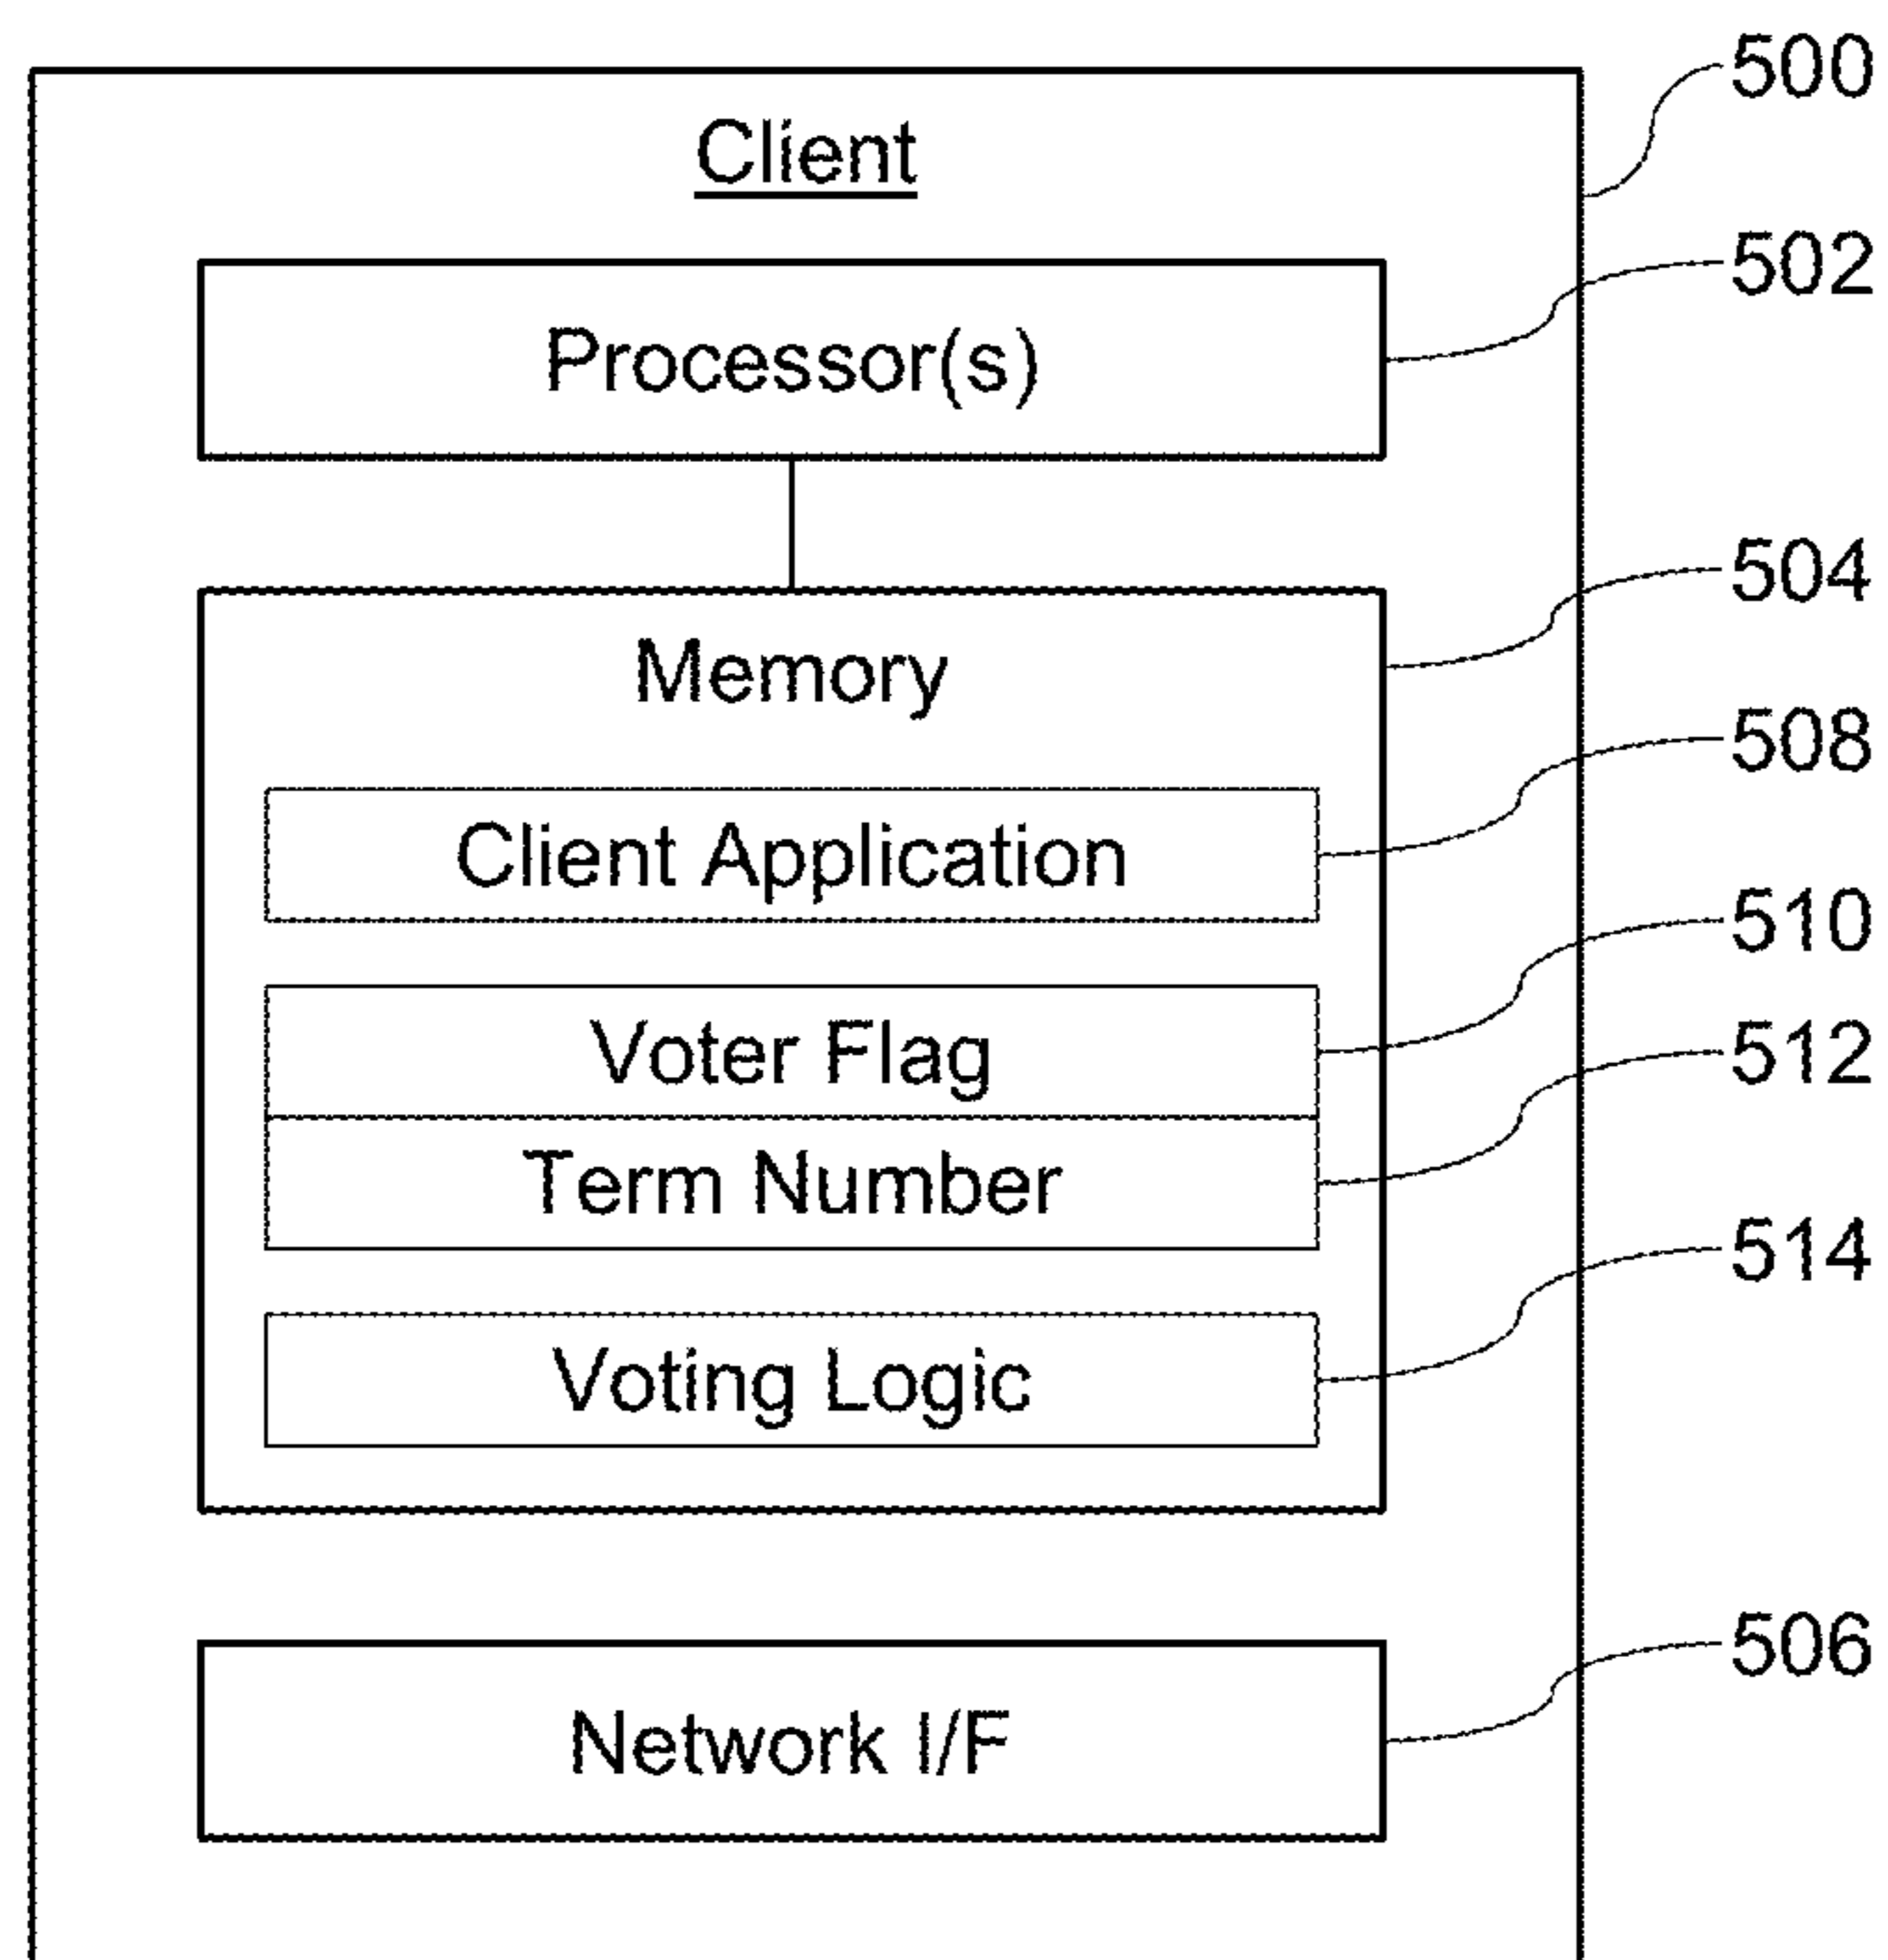 500
Client
502
Processor(s)
504
Memory
508
Client Application
510
Voter Flag
512
Term Number
514
Voting Logic
506
Network I/F